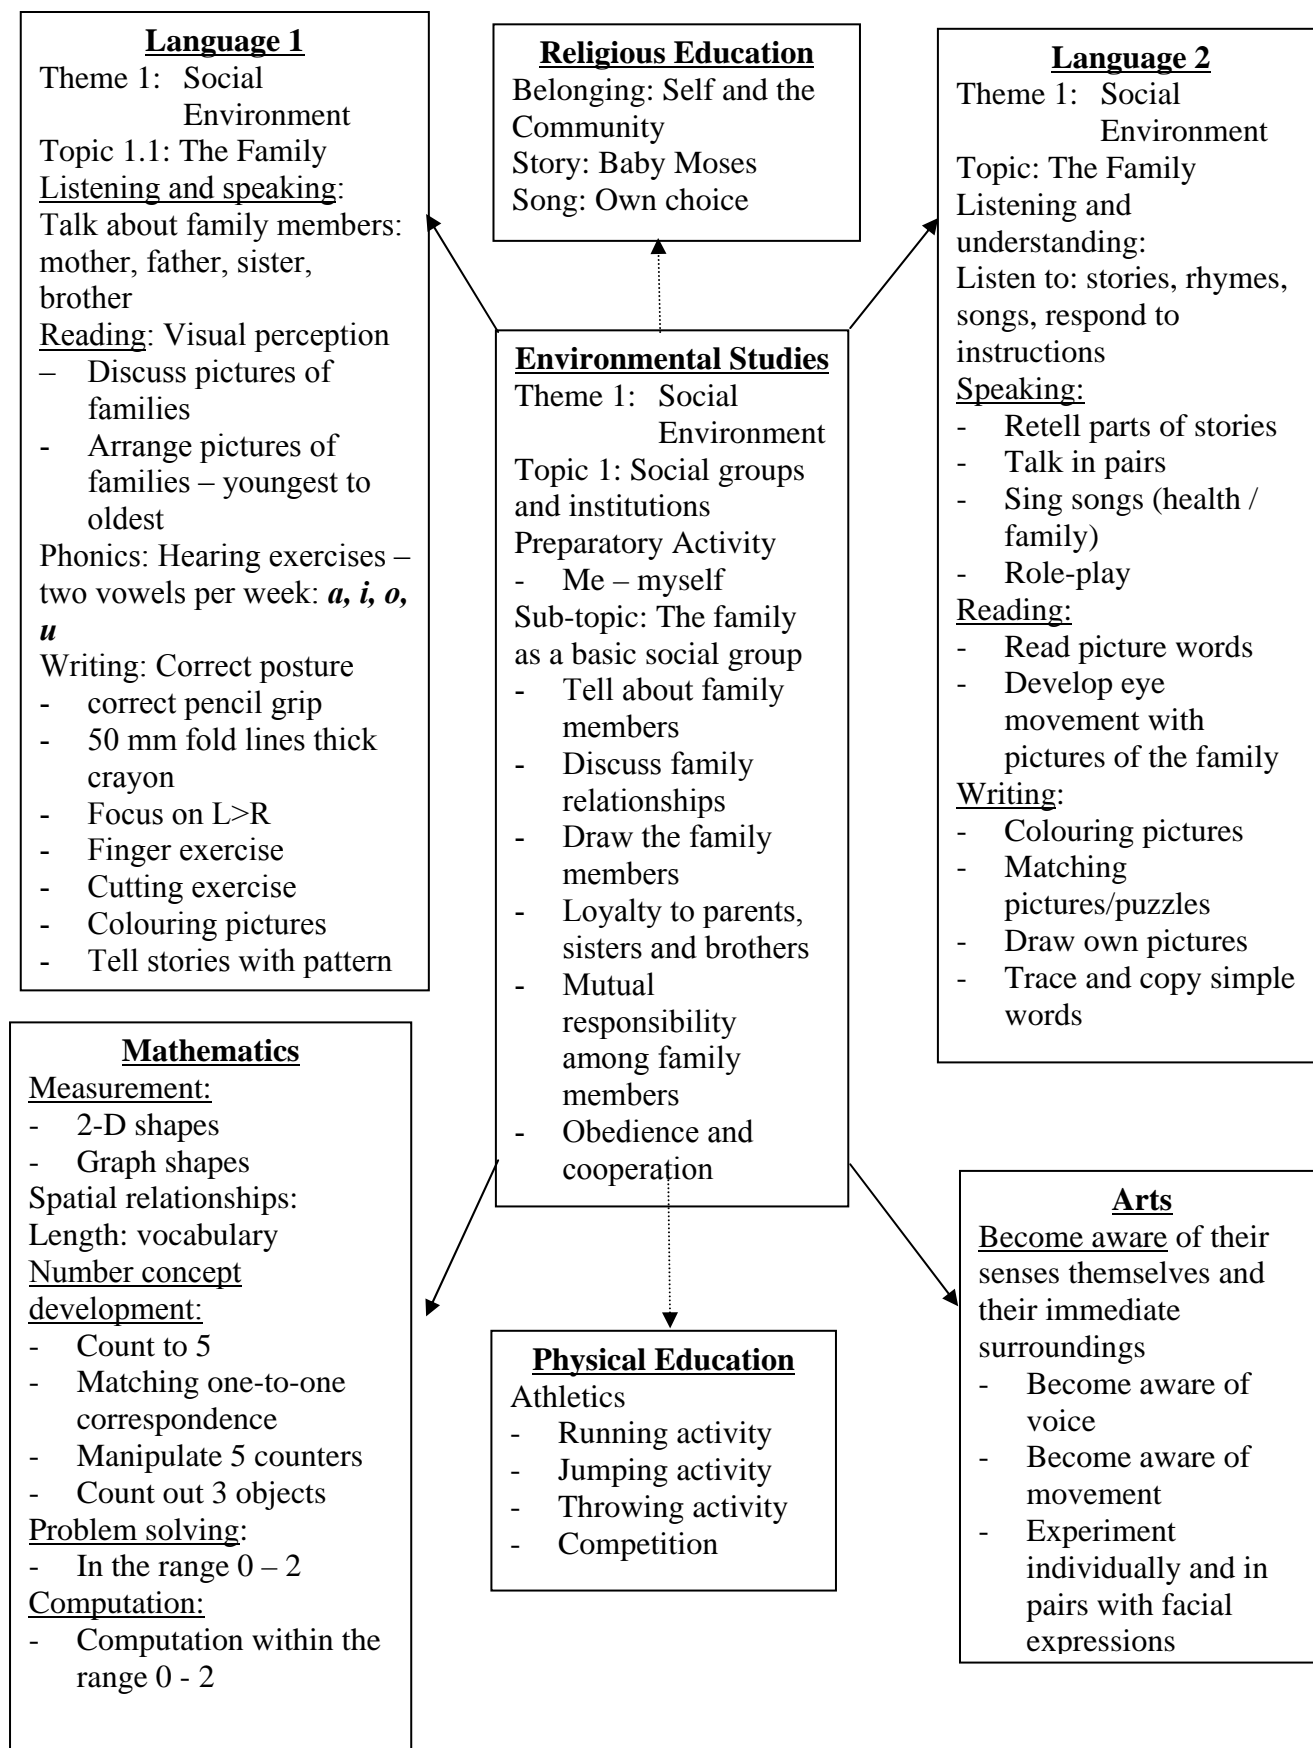 Language 1
Theme 1: Social
Environment
Topic 1.1: The Family
Listening and speaking:
Talk about family members:
mother, father, sister,
brother
Reading: Visual perception
– Discuss pictures of
families
- Arrange pictures of
families – youngest to
oldest
Phonics: Hearing exercises –
two vowels per week: a, i, o,
u
Writing: Correct posture
- correct pencil grip
- 50 mm fold lines thick
crayon
- Focus on L>R
- Finger exercise
- Cutting exercise
- Colouring pictures
- Tell stories with pattern
Religious Education
Belonging: Self and the
Community
Story: Baby Moses
Song: Own choice
Language 2
Theme 1: Social
Environment
Topic: The Family
Listening and
understanding:
Listen to: stories, rhymes,
songs, respond to
instructions
Speaking:
- Retell parts of stories
- Talk in pairs
- Sing songs (health /
family)
- Role-play
Reading:
- Read picture words
- Develop eye
movement with
pictures of the family
Writing:
- Colouring pictures
- Matching
pictures/puzzles
- Draw own pictures
- Trace and copy simple
words
Environmental Studies
Theme 1: Social
Environment
Topic 1: Social groups
and institutions
Preparatory Activity
- Me – myself
Sub-topic: The family
as a basic social group
- Tell about family
members
- Discuss family
relationships
- Draw the family
members
- Loyalty to parents,
sisters and brothers
- Mutual
responsibility
among family
members
- Obedience and
cooperation
Mathematics
Measurement:
- 2-D shapes
- Graph shapes
Spatial relationships:
Length: vocabulary
Number concept
development:
- Count to 5
- Matching one-to-one
correspondence
- Manipulate 5 counters
- Count out 3 objects
Problem solving:
- In the range 0 – 2
Computation:
- Computation within the
range 0 - 2
Physical Education
Athletics
- Running activity
- Jumping activity
- Throwing activity
- Competition
Arts
Become aware of their
senses themselves and
their immediate
surroundings
- Become aware of
voice
- Become aware of
movement
- Experiment
individually and in
pairs with facial
expressions